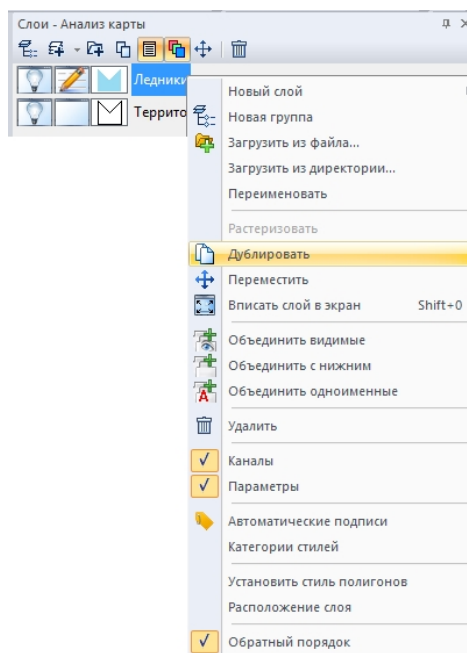 Слои - Анализ карты
Ледники
Террито
Новый слой
Новая группа
Загрузить из файла...
Загрузить из директории...
Переименовать
Растеризовать
Дублировать
Переместить
Вписать слой в экран Shift+0
Объединить видимые
Объединить с нижним
Объединить одноименные
Удалить
Каналы
Параметры
Автоматические подписи
Категории стилей
Установить стиль полигонов
Расположение слоя
Обратный порядок